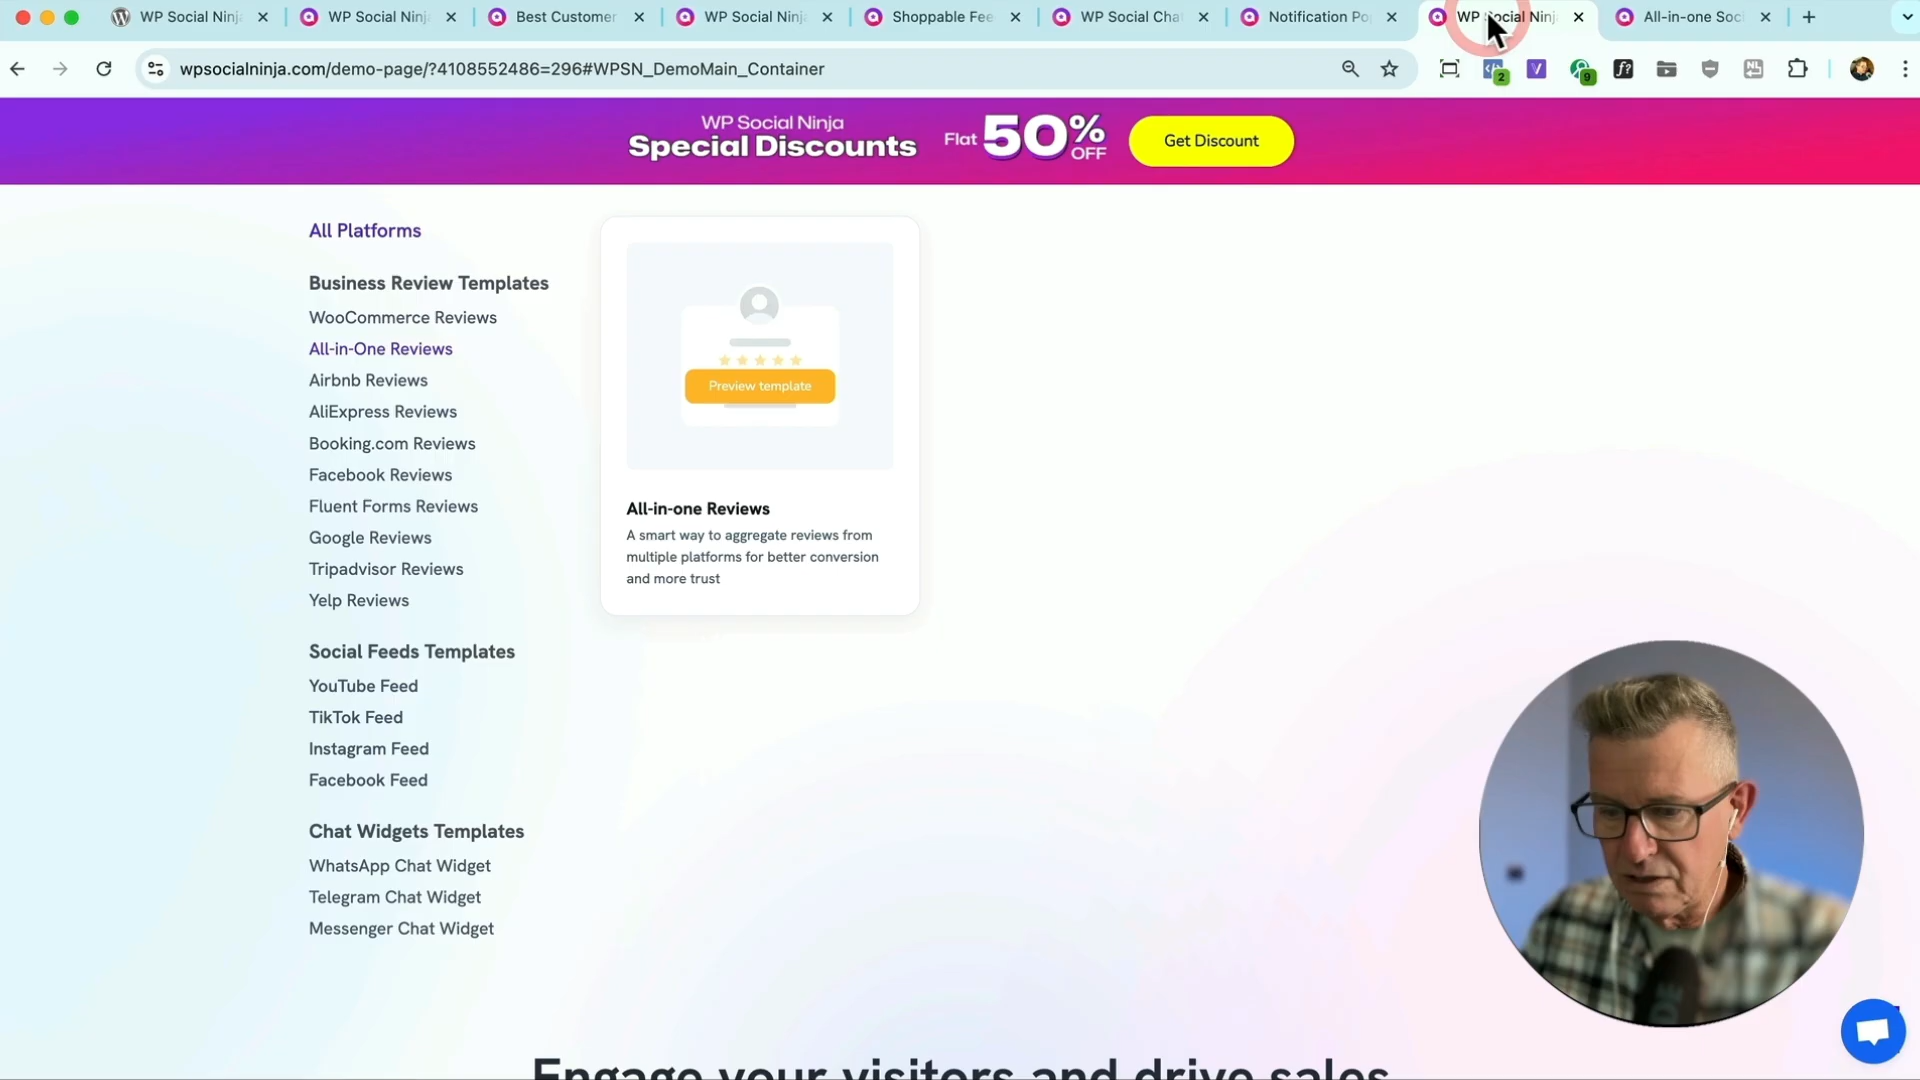 WP Social Ninj
WP Social Ninj
Best Customer
WP Social Ninj
Shoppable Fee
WP Social Cha
Notification Po
WP Social Ninj
All-in-one Soc
wpsocialninja.com/demo-page/?4108552486=296#WPSN_DemoMain_Container
2
9
f?
WP Social Ninja
Special Discounts
Flat 50% OFF
Get Discount
All Platforms
Business Review Templates
WooCommerce Reviews
All-in-One Reviews
Airbnb Reviews
AliExpress Reviews
Booking.com Reviews
Facebook Reviews
Fluent Forms Reviews
Google Reviews
Tripadvisor Reviews
Yelp Reviews
Social Feeds Templates
YouTube Feed
TikTok Feed
Instagram Feed
Facebook Feed
Chat Widgets Templates
WhatsApp Chat Widget
Telegram Chat Widget
Messenger Chat Widget
Preview template
All-in-one Reviews
A smart way to aggregate reviews from
multiple platforms for better conversion
and more trust
Engage your visitors and drive sales